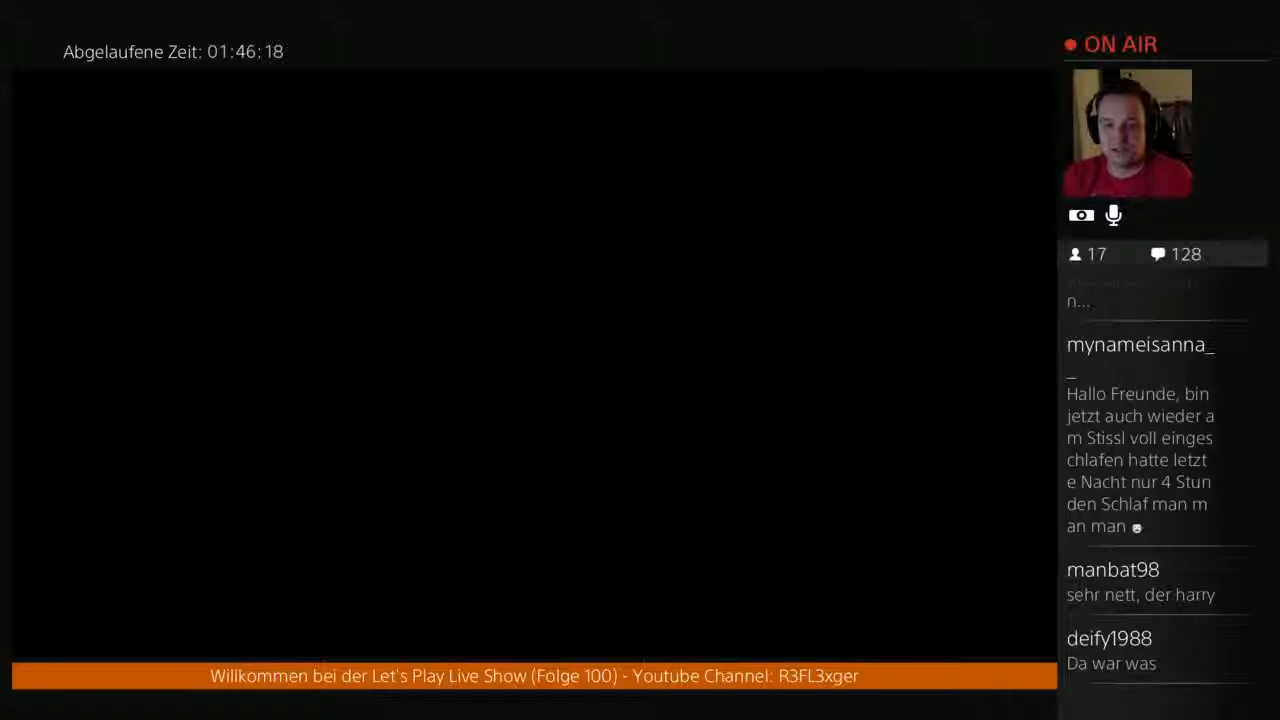 Abgelaufene Zeit: 01:46:18
ON AIR
17 128
n...
mynameisanna_
_
Hallo Freunde, bin
jetzt auch wieder a
m Stissl voll einges
chlafen hatte letzt
e Nacht nur 4 Stun
den Schlaf man m
an man
manbat98
sehr nett, der harry
deify1988
Da war was
Willkommen bei der Let's Play Live Show (Folge 100) - Youtube Channel: R3FL3xger